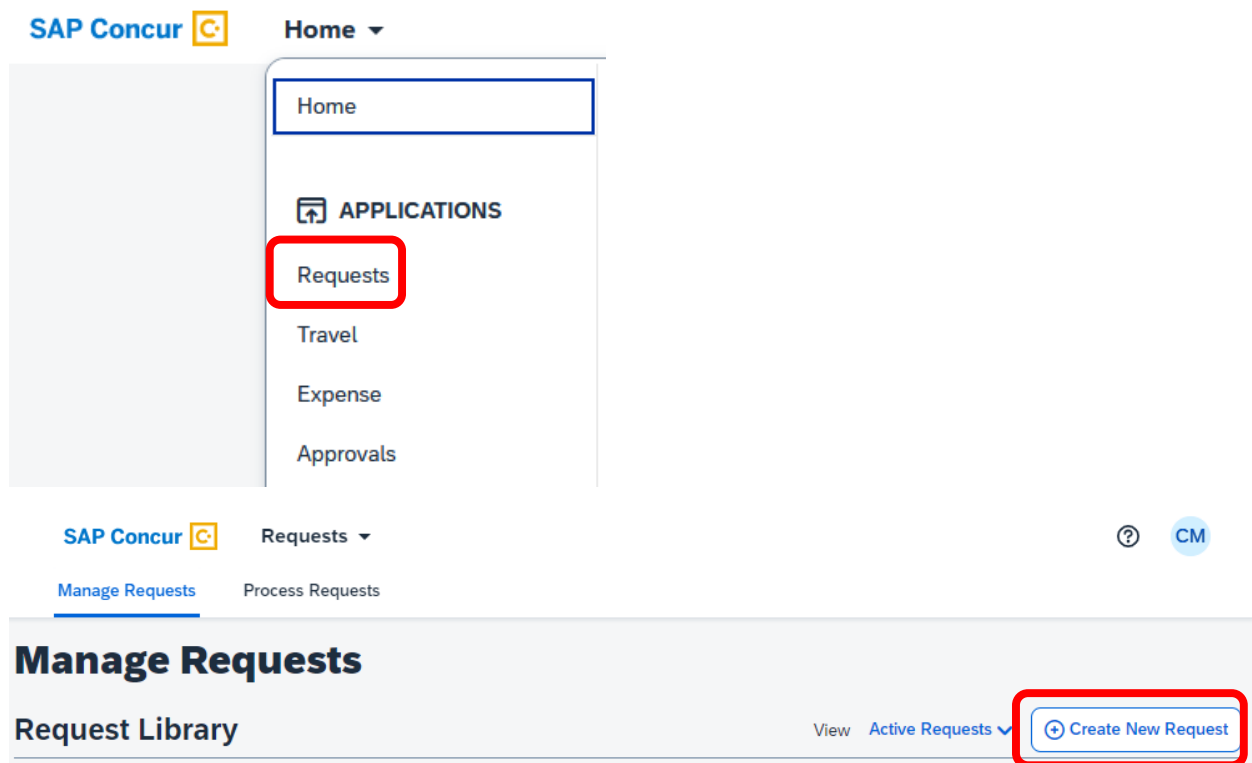 SAP Concur C Home
Home
APPLICATIONS
Requests
Travel
Expense
Approvals
SAP Concur C Requests ? CM
Manage Requests Process Requests
Manage Requests
Request Library View Active Requests Create New Request